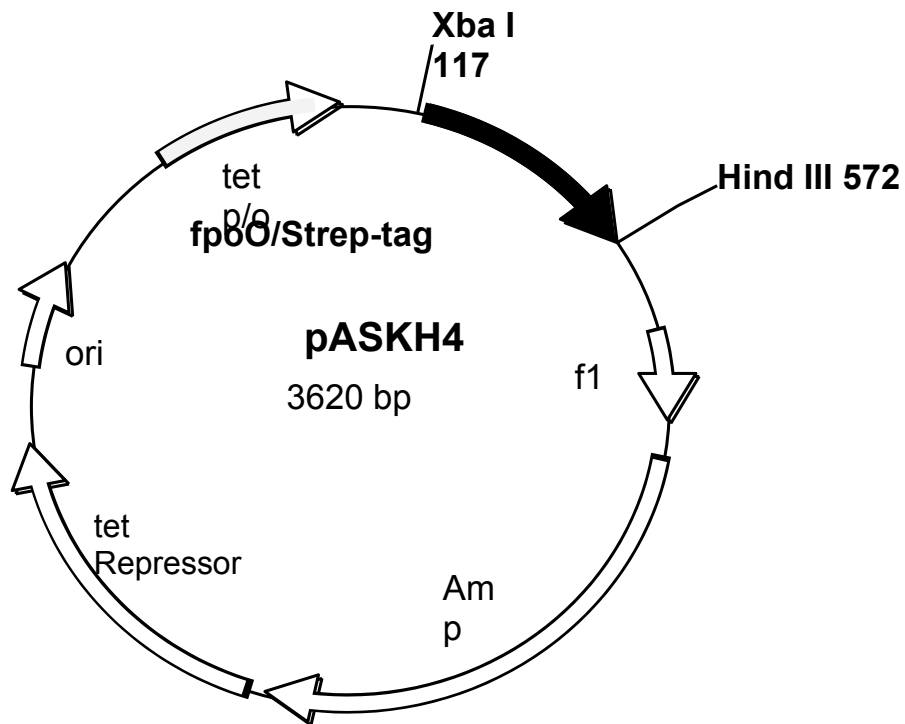 Xba I
117
Hind III 572
tet
p/o
fpoO/Strep-tag
pASKH4
3620 bp
ori
f1
tet
Repressor
Am
p